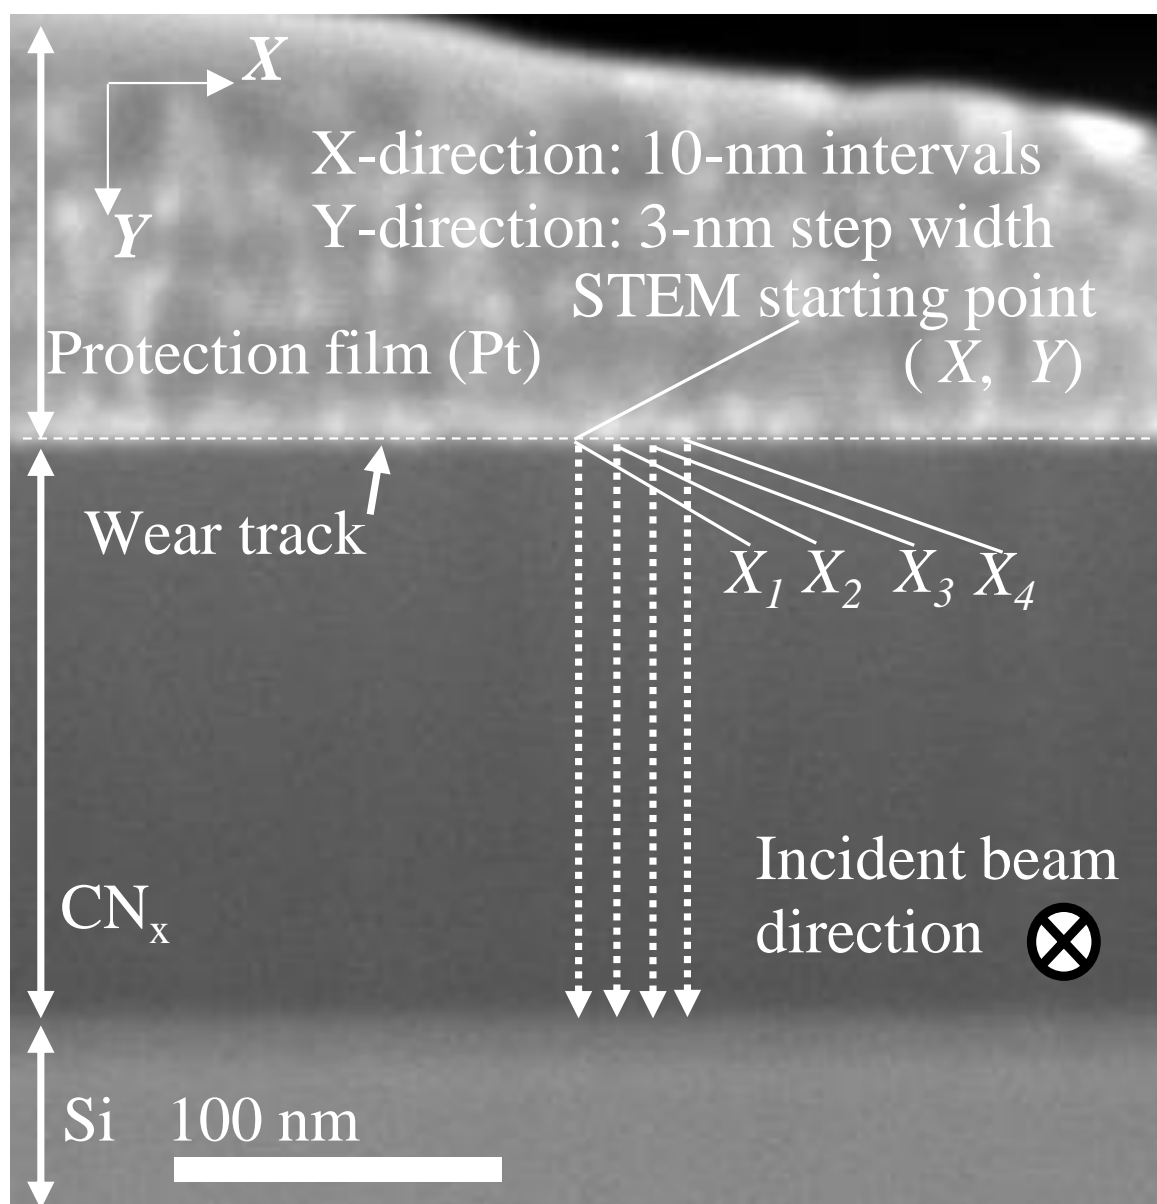 X
X-direction: 10-nm intervals
Y
Y-direction: 3-nm step width
STEM starting point
( X, Y)
Protection film (Pt)
Wear track
X1 X2 X3 X4
Incident beam
direction
CNx
Si
100 nm